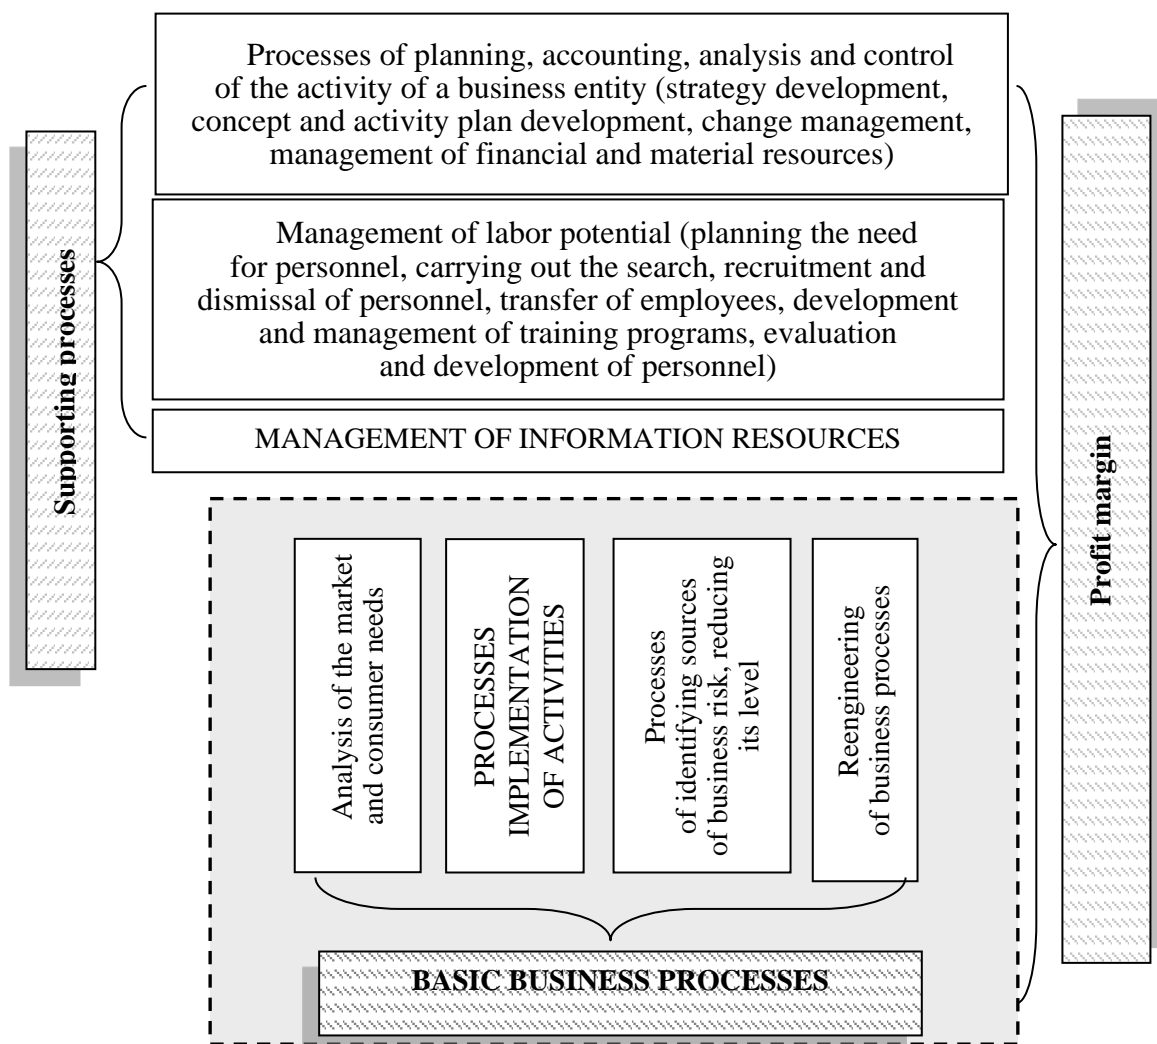 Processes of planning, accounting, analysis and control
of the activity of a business entity (strategy development,
concept and activity plan development, change management,
management of financial and material resources)
Management of labor potential (planning the need
for personnel, carrying out the search, recruitment and
dismissal of personnel, transfer of employees, development
and management of training programs, evaluation
and development of personnel)
MANAGEMENT OF INFORMATION RESOURCES
Supporting processes
Analysis of the market
and consumer needs
PROCESSES
IMPLEMENTATION
OF ACTIVITIES
Processes
of identifying sources
of business risk, reducing
its level
Reengineering
of business processes
BASIC BUSINESS PROCESSES
Profit margin